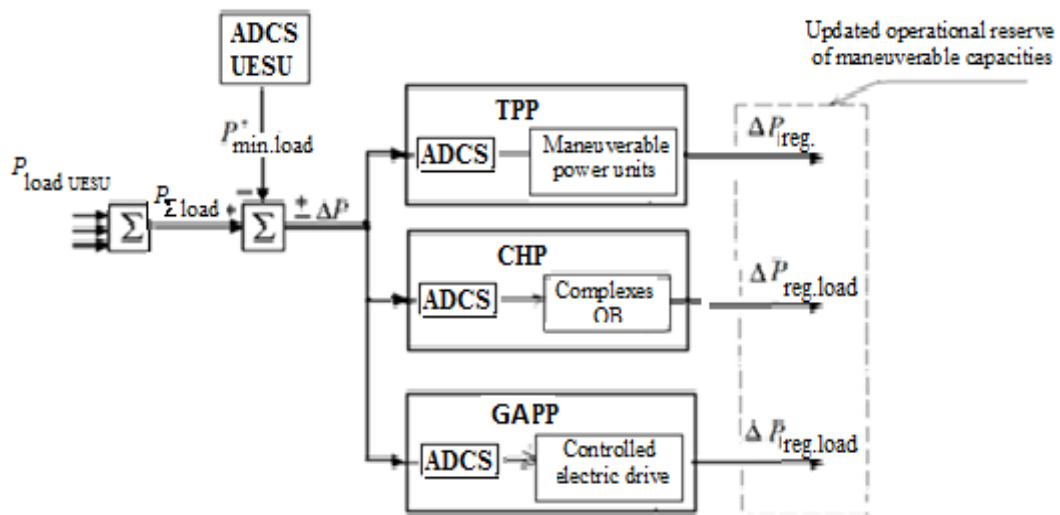 ADCS
UESU
Updated operational reserve
of maneuverable capacities
P*min.load
Pload UESU
PΣ load
+
−
Σ
Σ
± ΔP
TPP
ADCS
Maneuverable
power units
ΔPreg.
CHP
ADCS
Complexes
OB
ΔPreg.load
GAPP
ADCS
Controlled
electric drive
ΔPreg.load